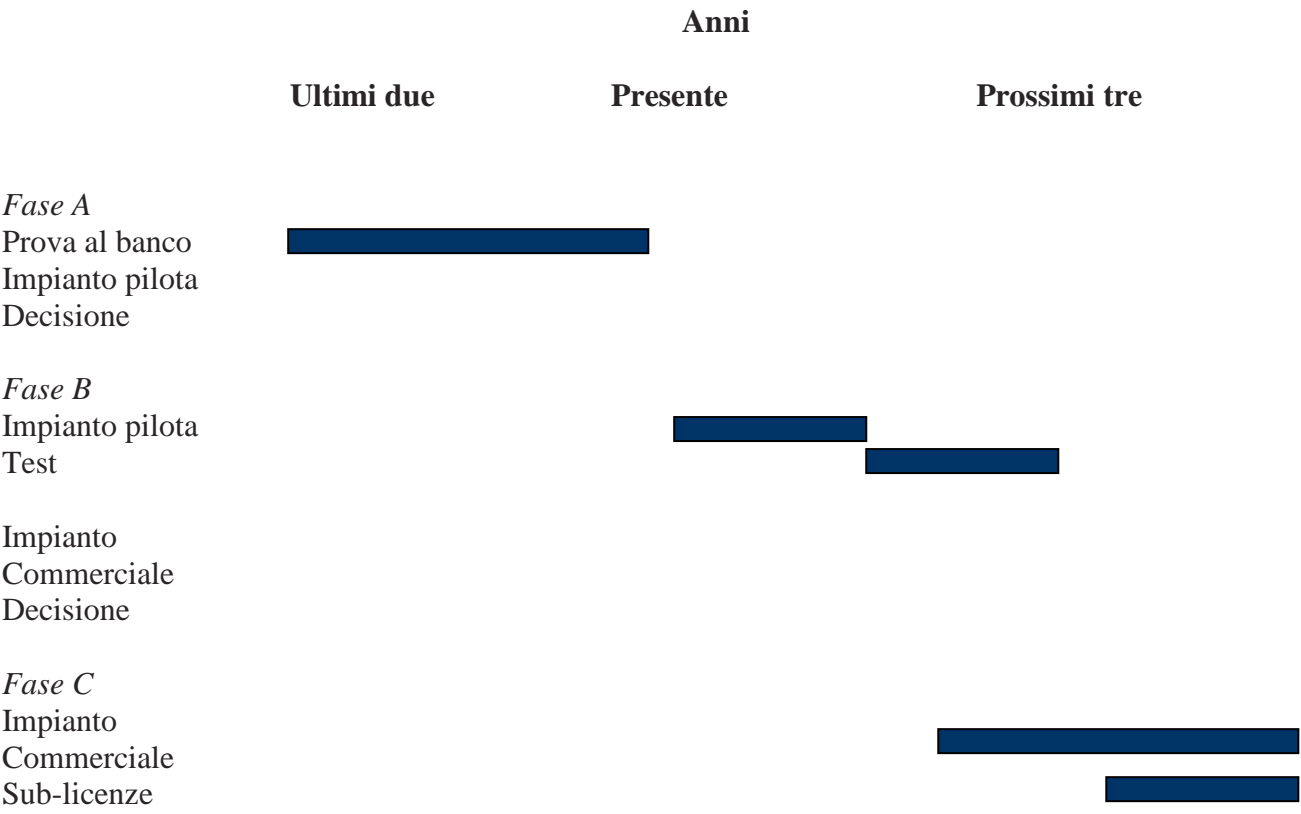 Anni
Ultimi due Presente Prossimi tre
Fase A
Prova al banco
Impianto pilota
Decisione
Fase B
Impianto pilota
Test
Impianto
Commerciale
Decisione
Fase C
Impianto
Commerciale
Sub-licenze